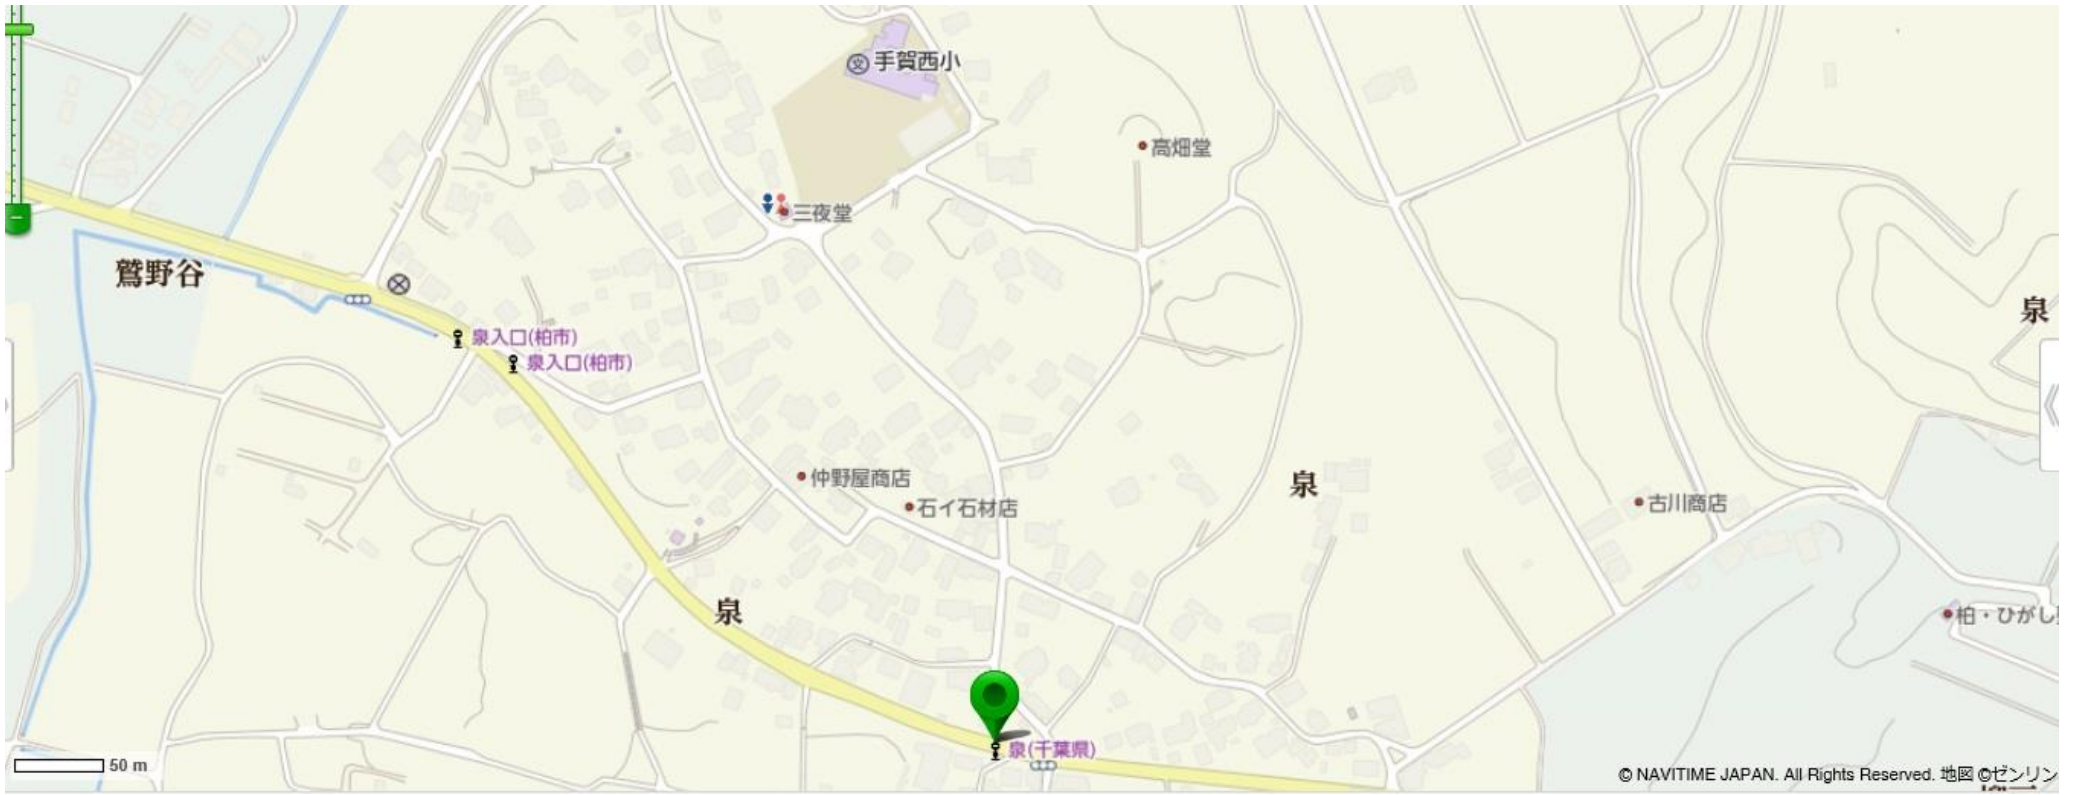 手賀西小
高畑堂
三夜堂
鷲野谷
泉
泉入口(柏市)
泉入口(柏市)
仲野屋商店
石イ石材店
泉
古川商店
泉
柏・ひがし
泉(千葉県)
50 m
© NAVITIME JAPAN. All Rights Reserved. 地図 ©ゼンリン